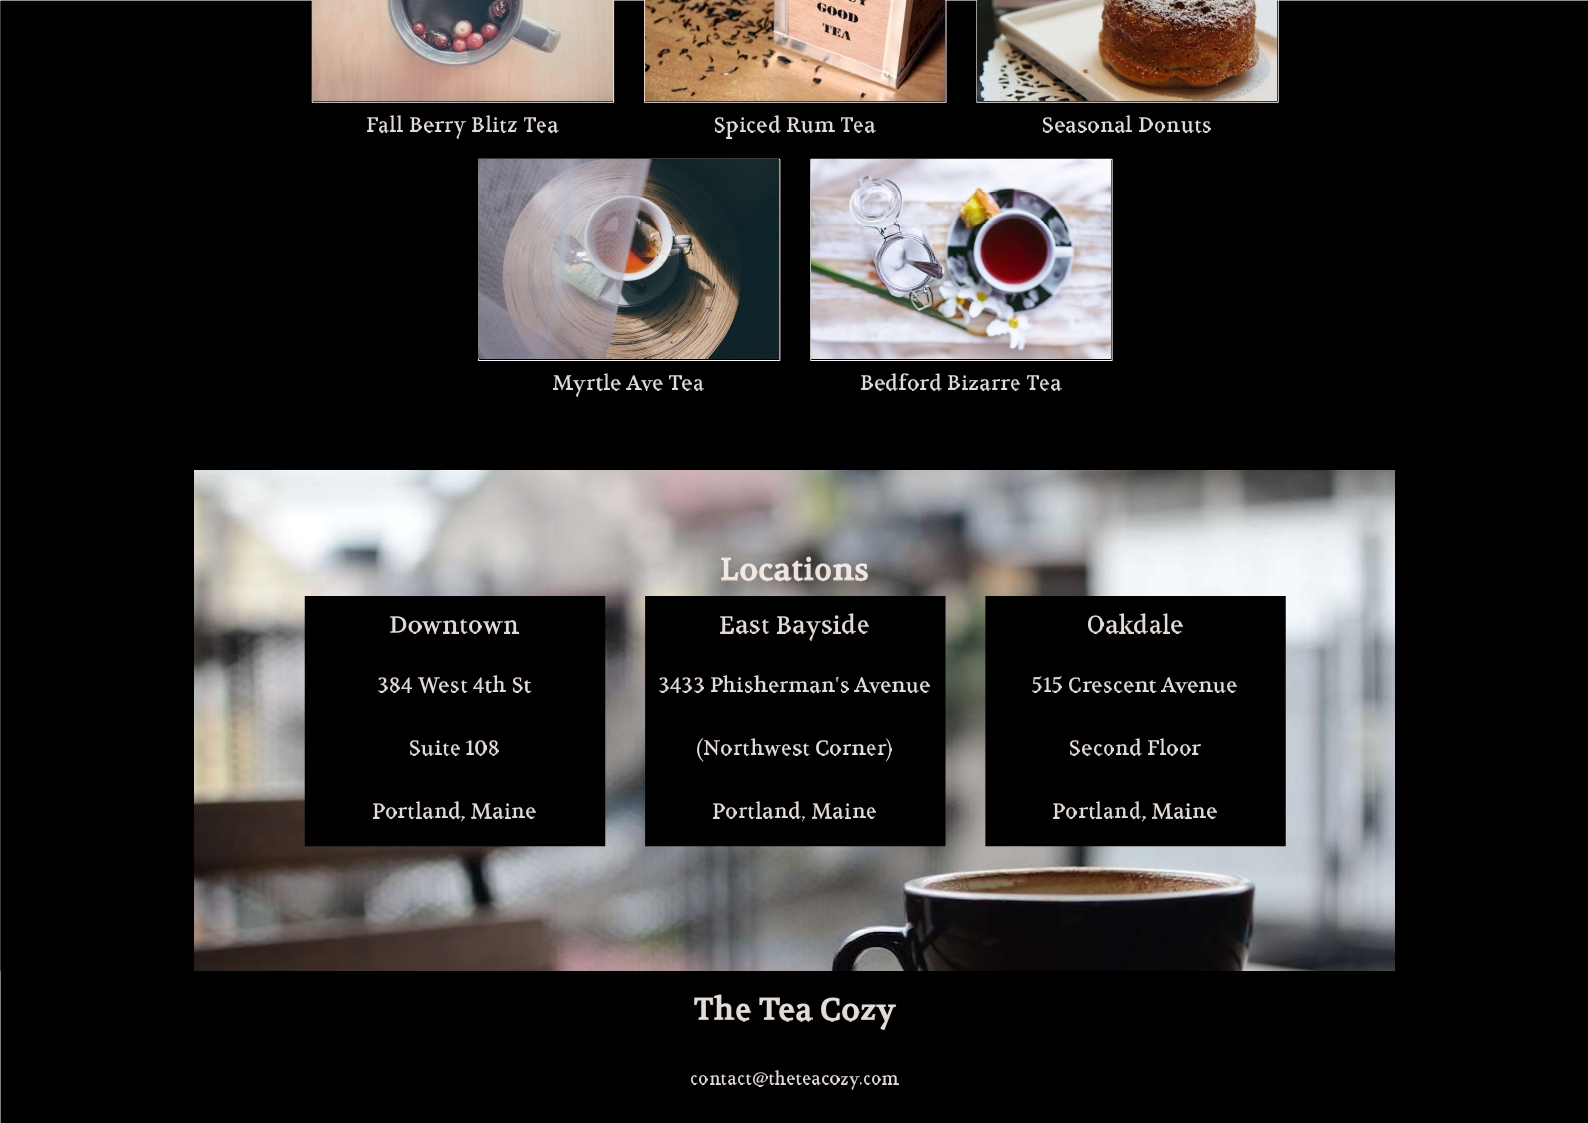 GOOD
TEA
Fall Berry Blitz Tea
Spiced Rum Tea
Seasonal Donuts
Myrtle Ave Tea
Bedford Bizarre Tea
Locations
Downtown
384 West 4th St
Suite 108
Portland, Maine
East Bayside
3433 Phisherman's Avenue
(Northwest Corner)
Portland, Maine
Oakdale
515 Crescent Avenue
Second Floor
Portland, Maine
The Tea Cozy
contact@theteacozy.com